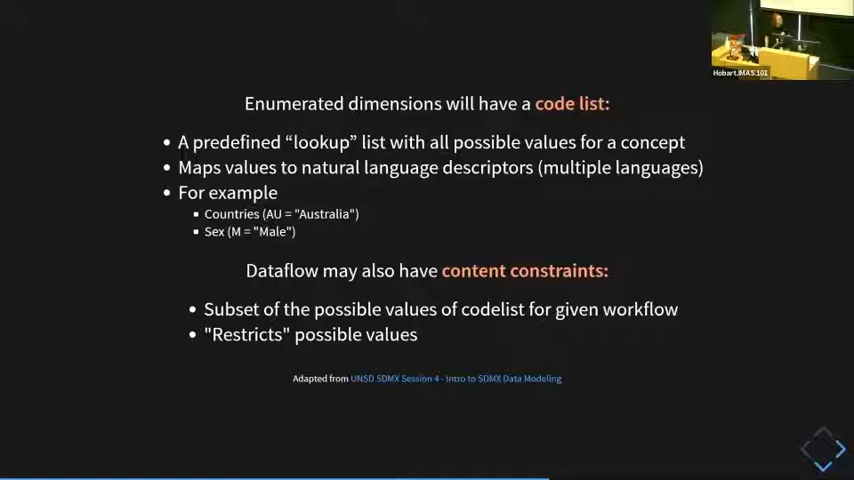 Hobart.IMAS.101
Enumerated dimensions will have a code list:
A predefined “lookup” list with all possible values for a concept
Maps values to natural language descriptors (multiple languages)
For example
Countries (AU = "Australia")
Sex (M = "Male")
Dataflow may also have content constraints:
Subset of the possible values of codelist for given workflow
"Restricts" possible values
Adapted from UNSD SDMX Session 4 - Intro to SDMX Data Modeling